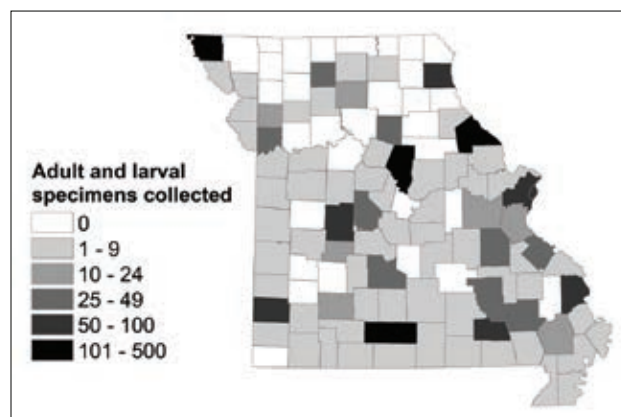 Adult and larval
specimens collected
0
1 - 9
10 - 24
25 - 49
50 - 100
101 - 500